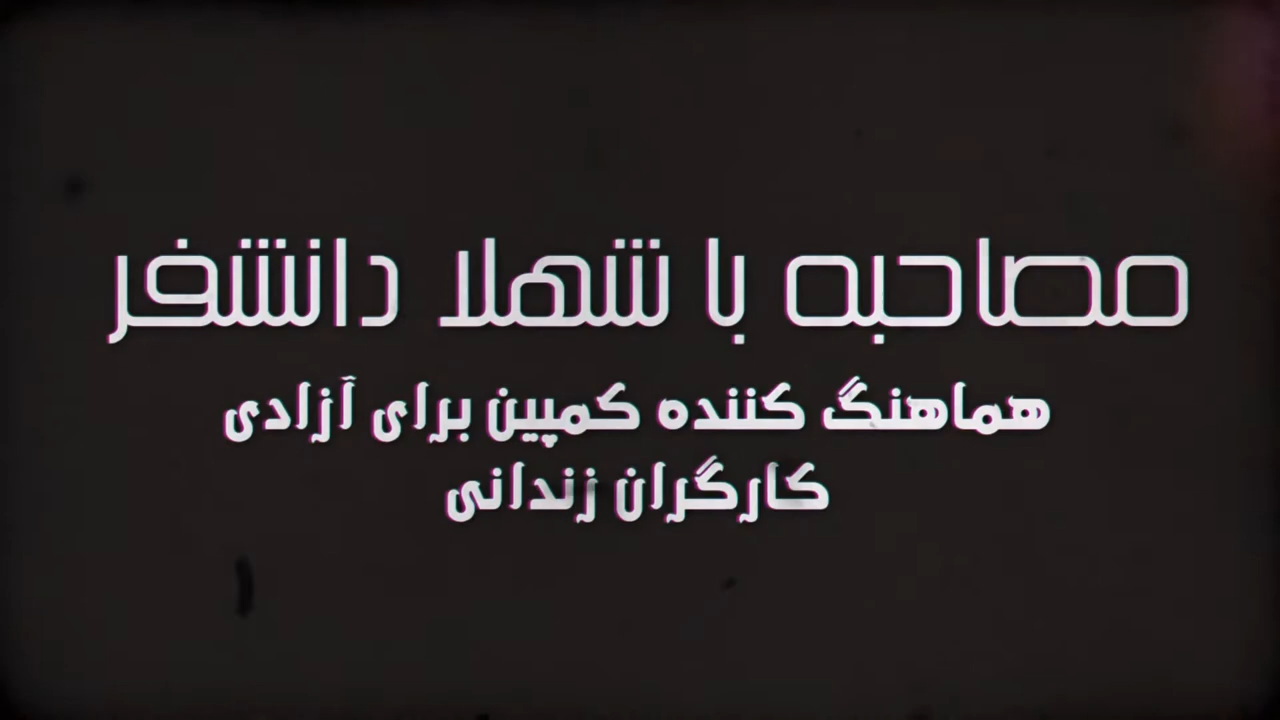 مصاحبه با شهلا دانشفر
هماهنگ کننده کمپین برای آزادی
کارگران زندانی